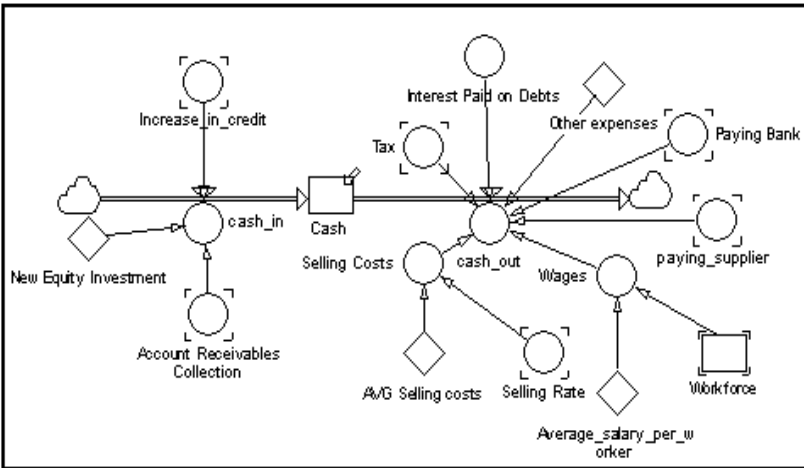 Interest Paid on Debts
Increase_in_credit
Other expenses
Paying Bank
Tax
cash_in
Cash
New Equity Investment
Selling Costs
cash_out
Wages
paying_supplier
Account Receivables
Collection
AVG Selling costs
Selling Rate
Workforce
Average_salary_per_w
orker